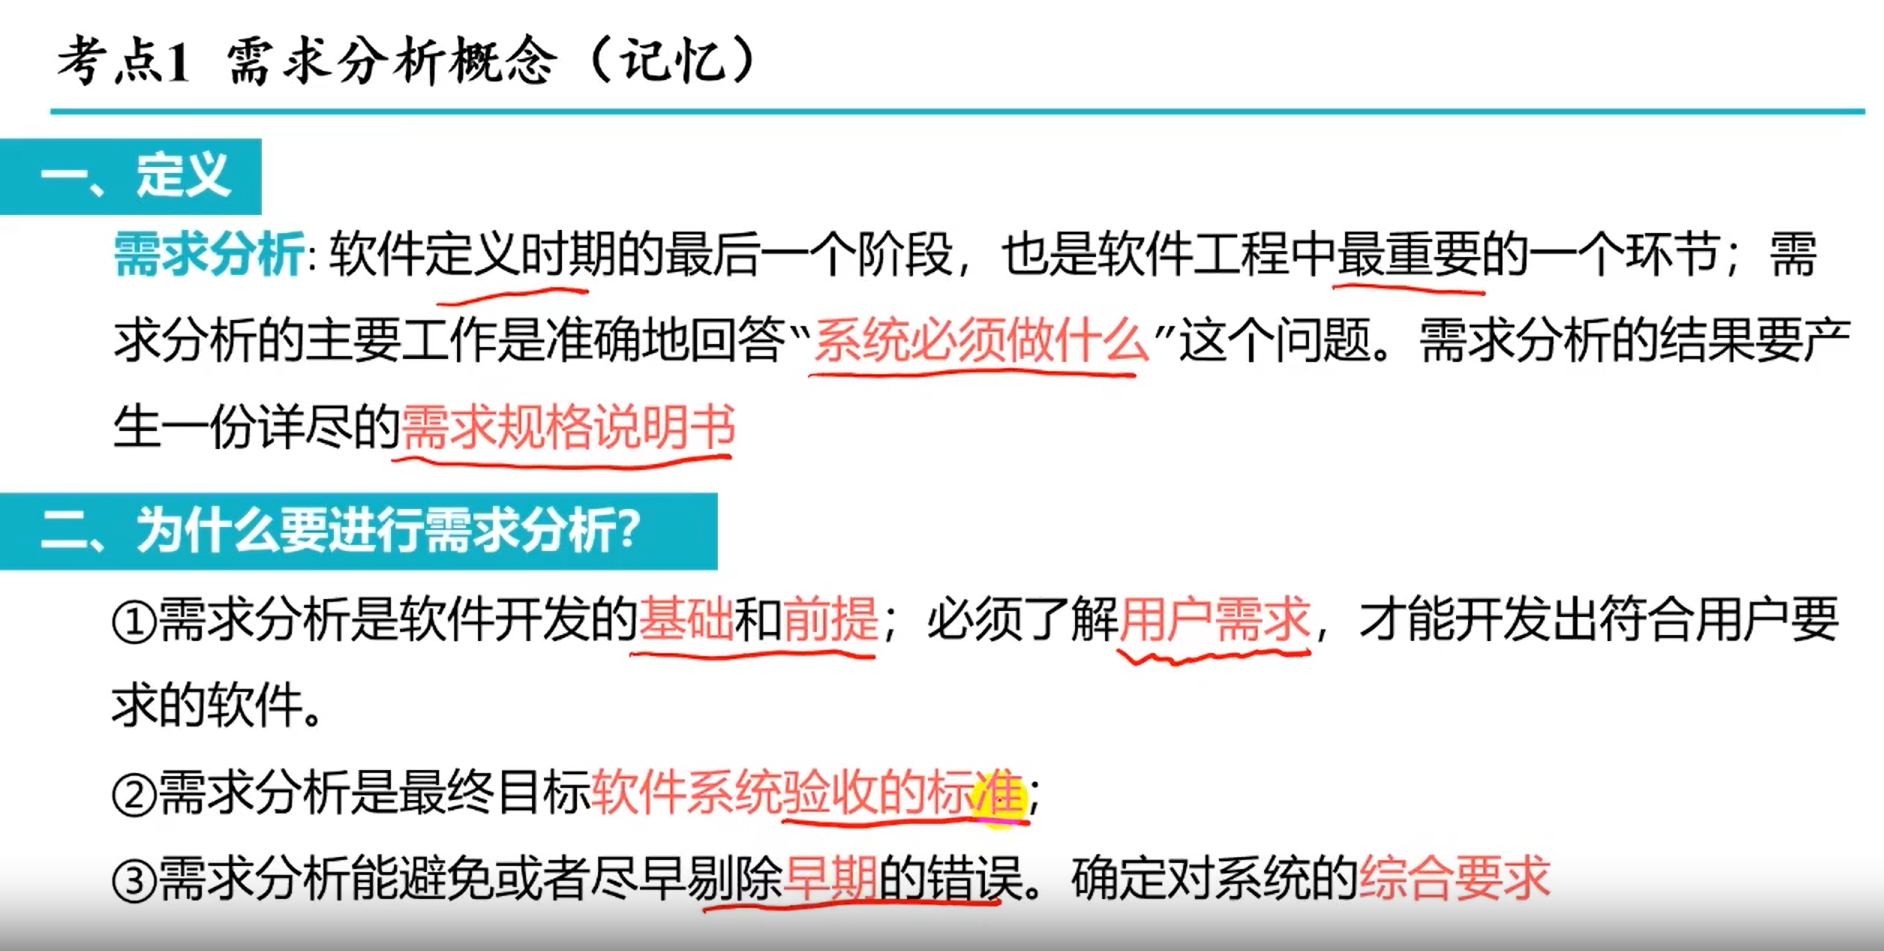 考点1 需求分析概念（记忆）
一、定义
需求分析: 软件定义时期的最后一个阶段，也是软件工程中最重要的一个环节；需
求分析的主要工作是准确地回答“系统必须做什么”这个问题。需求分析的结果要产
生一份详尽的需求规格说明书
二、为什么要进行需求分析?
①需求分析是软件开发的基础和前提；必须了解用户需求，才能开发出符合用户要
求的软件。
②需求分析是最终目标软件系统验收的标准；
③需求分析能避免或者尽早剔除早期的错误。确定对系统的综合要求